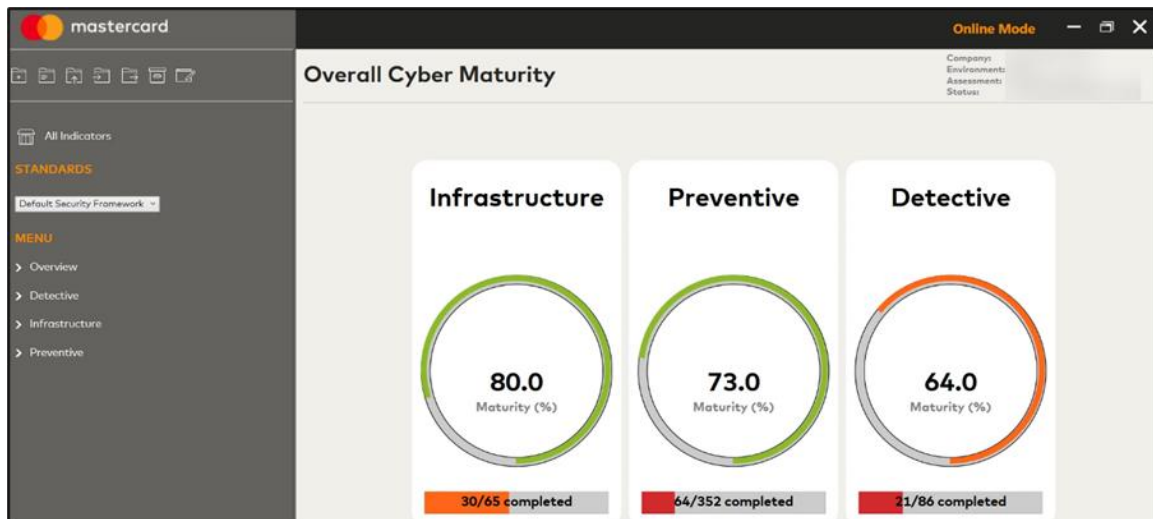 mastercard
Online Mode
Overall Cyber Maturity
Company:
Environment:
Assessment:
Status:
All Indicators
STANDARDS
Default Security Framework
MENU
Overview
Detective
Infrastructure
Preventive
Infrastructure
80.0
Maturity (%)
30/65 completed
Preventive
73.0
Maturity (%)
64/352 completed
Detective
64.0
Maturity (%)
21/86 completed